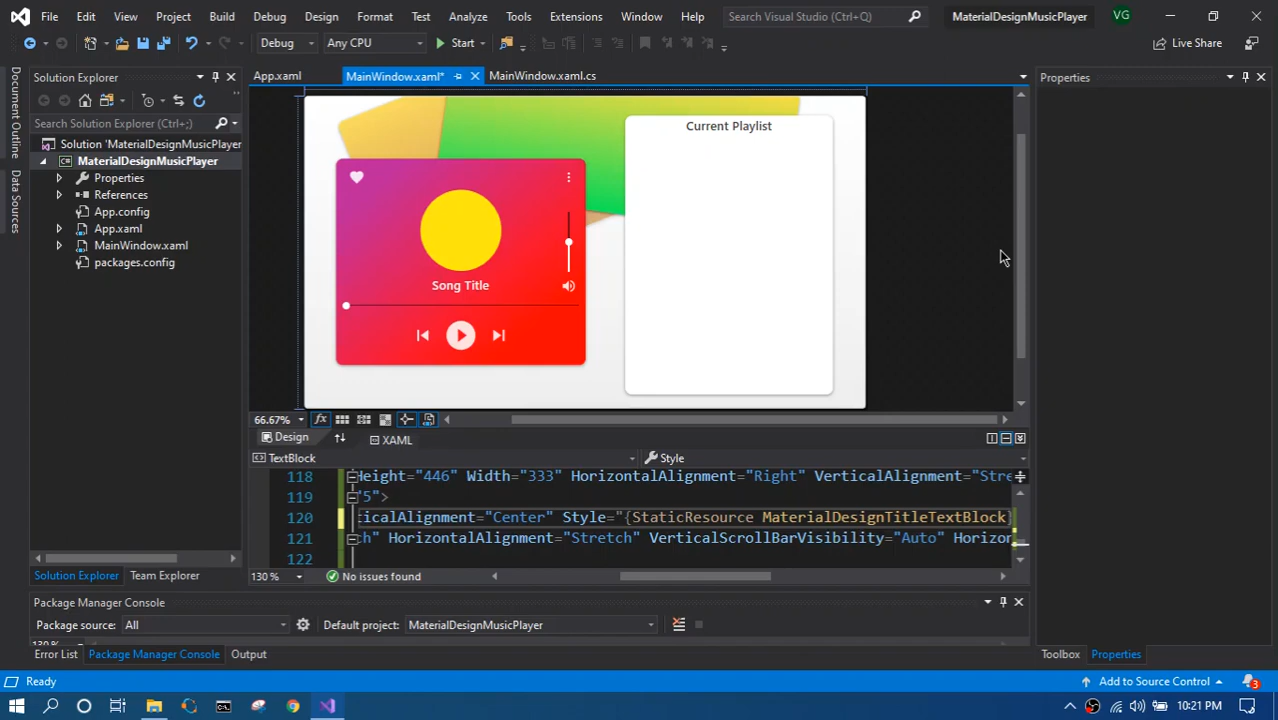 File Edit View Project Build Debug Design Format Test Analyze Tools Extensions Window Help Search Visual Studio (Ctrl+Q) MaterialDesignMusicPlayer VG
Debug Any CPU Start Live Share
Document Outline
Data Sources
Solution Explorer
App.xaml MainWindow.xaml* MainWindow.xaml.cs
Properties
Search Solution Explorer (Ctrl+;)
Solution 'MaterialDesignMusicPlayer
MaterialDesignMusicPlayer
Properties
References
App.config
App.xaml
MainWindow.xaml
packages.config
Current Playlist
Song Title
66.67% fx
Design XAML
TextBlock Style
118 Height="446" Width="333" HorizontalAlignment="Right" VerticalAlignment="Stre
119 "5">
120 ticalAlignment="Center" Style="{StaticResource MaterialDesignTitleTextBlock}
121 ch" HorizontalAlignment="Stretch" VerticalScrollBarVisibility="Auto" Horizon
122
130 % No issues found
Solution Explorer Team Explorer
Package Manager Console
Package source: All Default project: MaterialDesignMusicPlayer
130 %
Error List Package Manager Console Output
Toolbox Properties
Ready Add to Source Control 3
10:21 PM